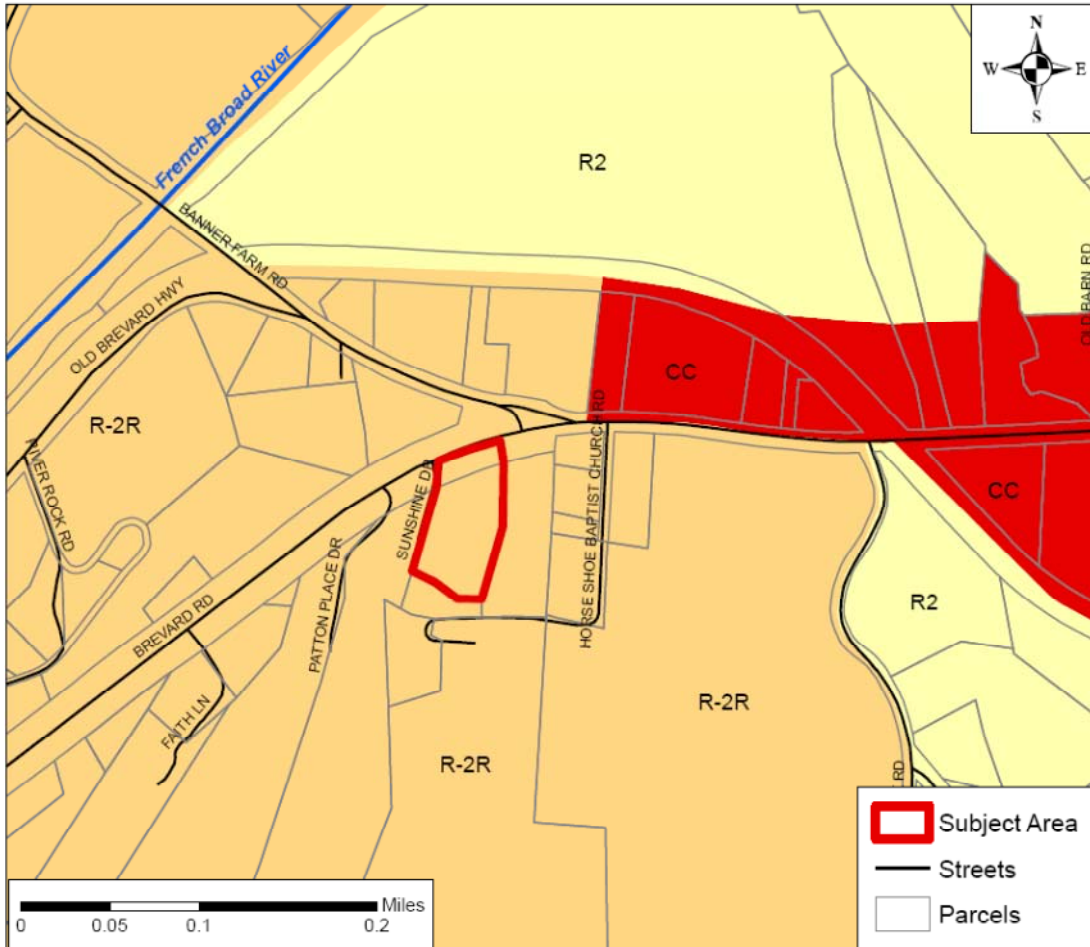 N
W E
S
French Broad River
R2
BANNER FARM RD
OLD BARN RD
OLD BREVARD HWY
CC
R-2R
RIVER ROCK RD
SUNSHINE DR
HORSE SHOE BAPTIST CHURCH RD
CC
PATTON PLACE DR
R2
BREVARD RD
FAITH LN
R-2R
R-2R
RD
Subject Area
Streets
Parcels
Miles
0 0.05 0.1 0.2